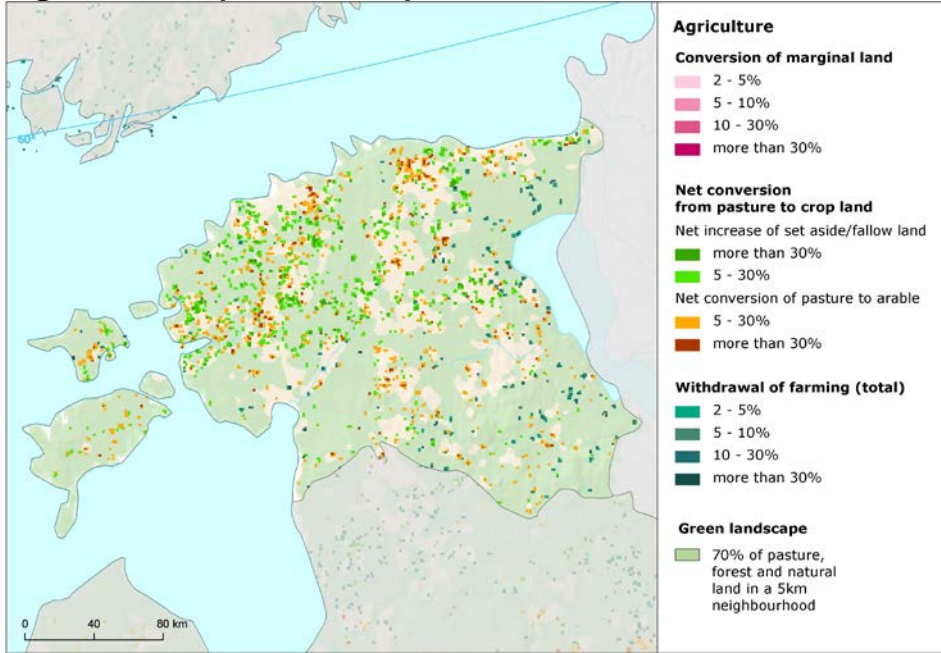 60°
0 40 80 km
Agriculture
Conversion of marginal land
2 - 5%
5 - 10%
10 - 30%
more than 30%
Net conversion
from pasture to crop land
Net increase of set aside/fallow land
more than 30%
5 - 30%
Net conversion of pasture to arable
5 - 30%
more than 30%
Withdrawal of farming (total)
2 - 5%
5 - 10%
10 - 30%
more than 30%
Green landscape
70% of pasture,
forest and natural
land in a 5km
neighbourhood